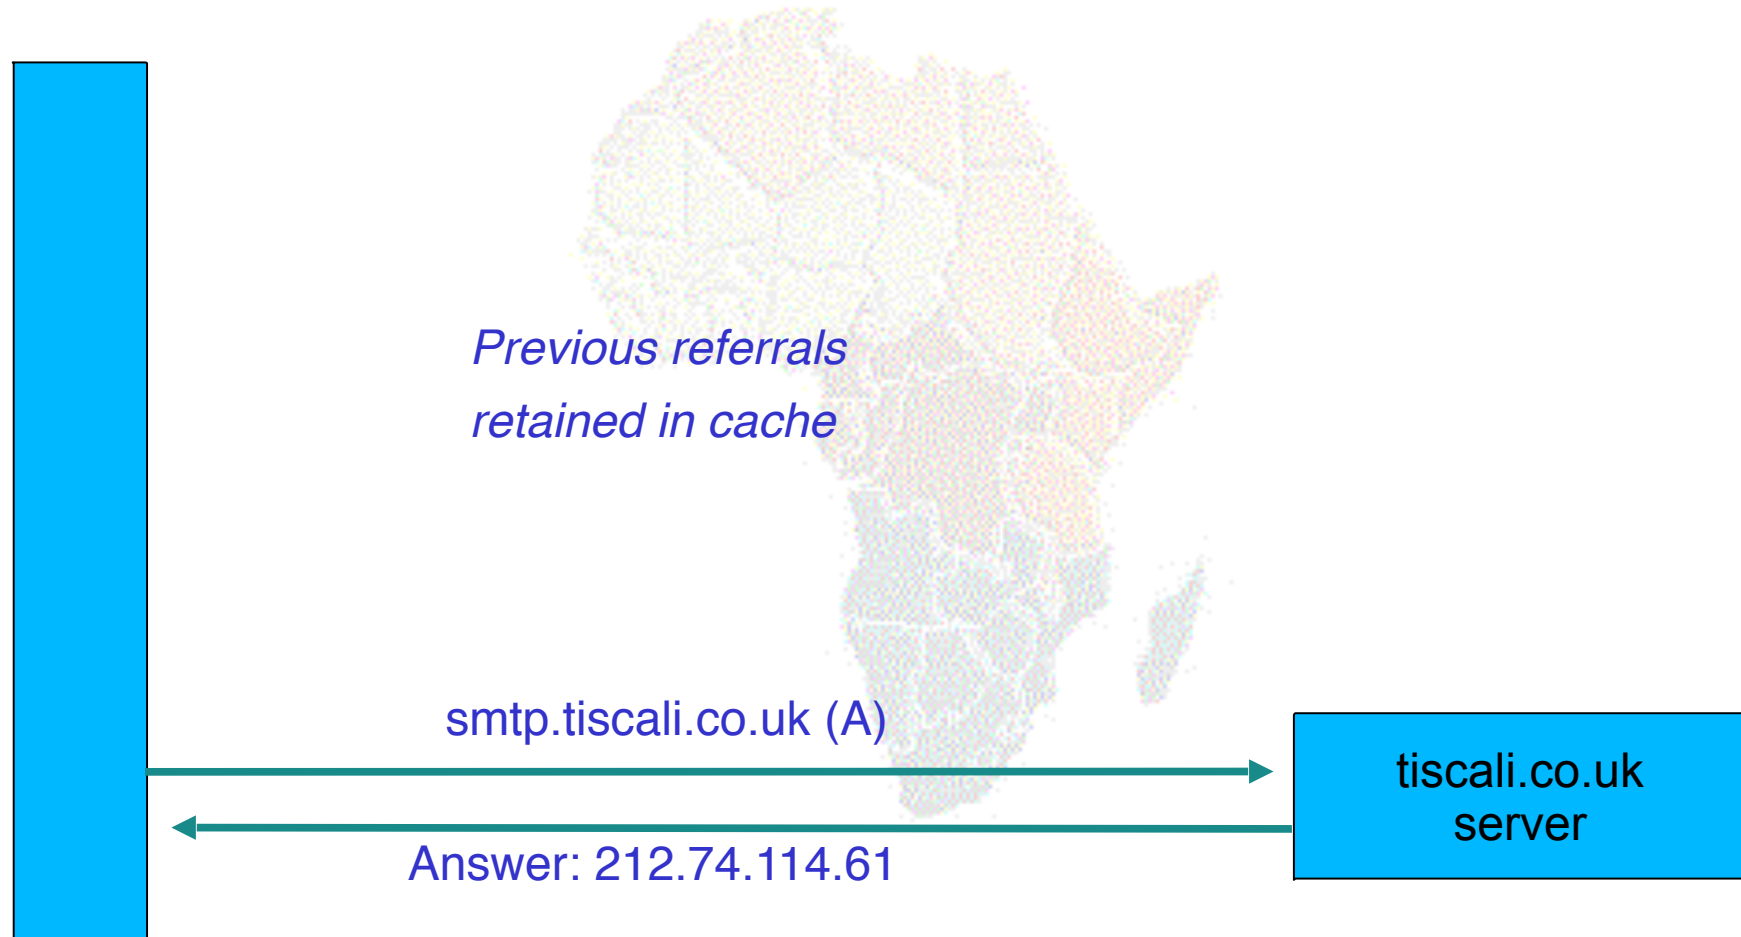 Previous referrals
retained in cache
smtp.tiscali.co.uk (A)
tiscali.co.uk
server
Answer: 212.74.114.61